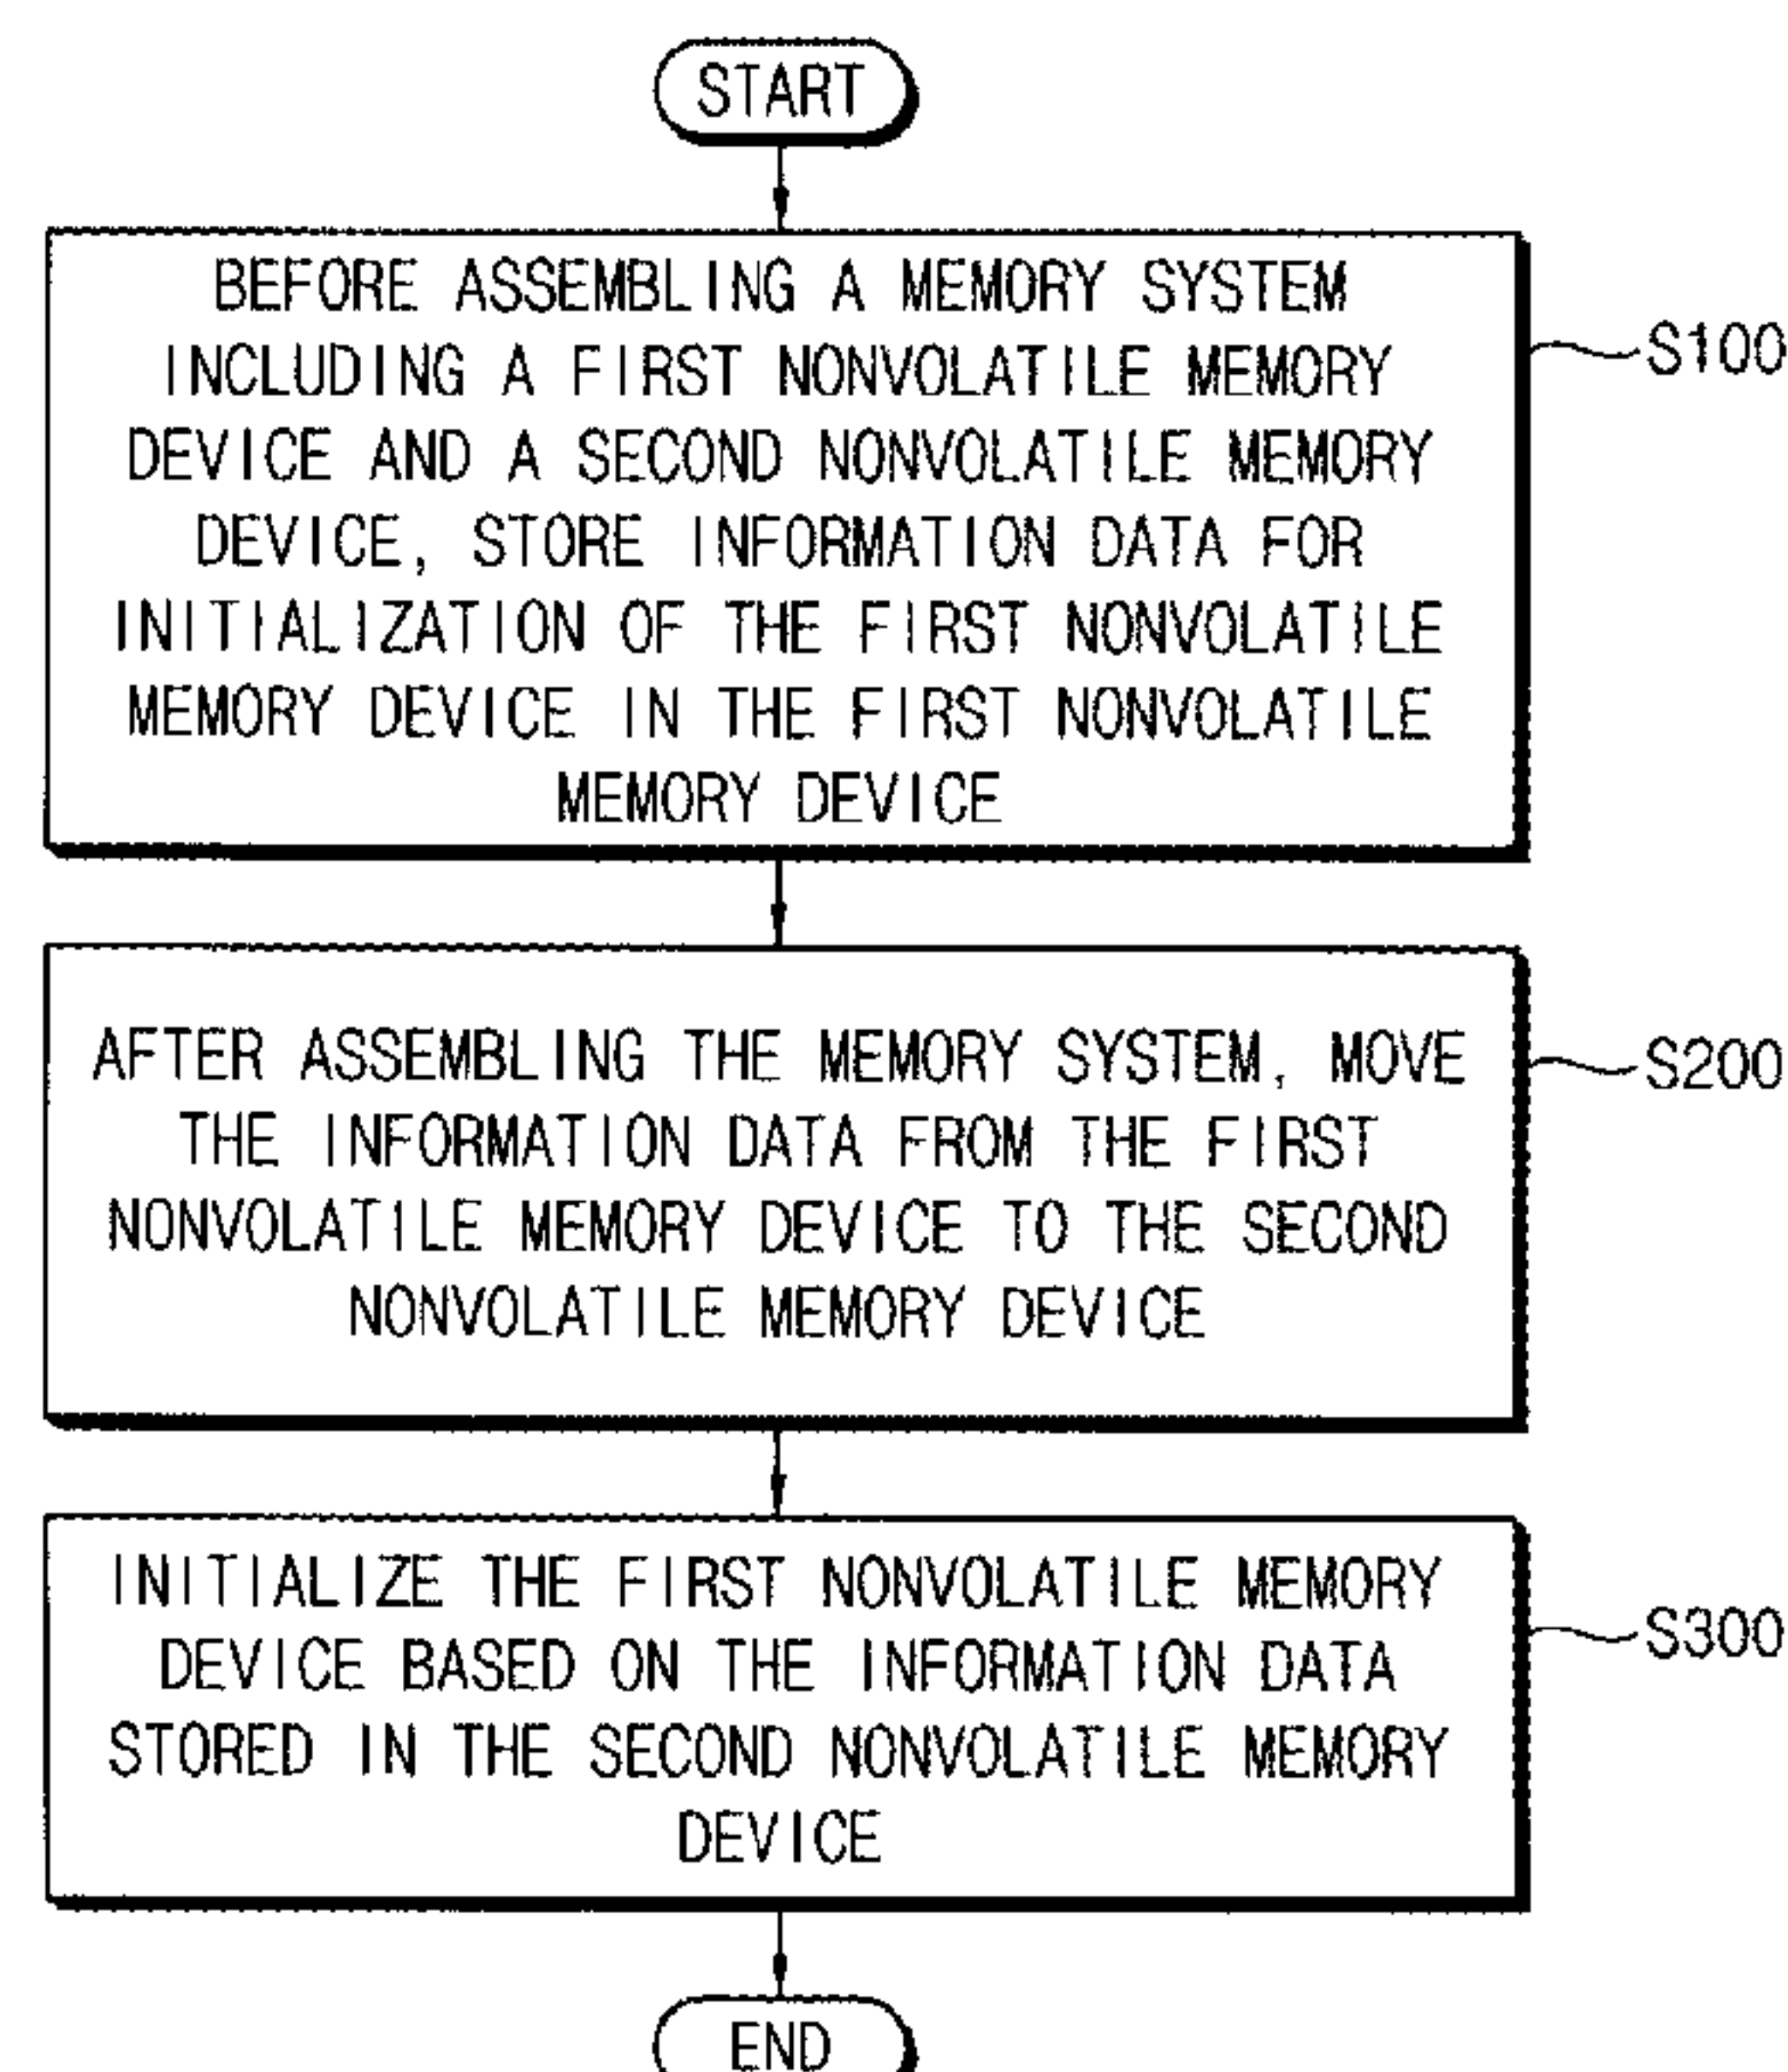 START
BEFORE ASSEMBLING A MEMORY SYSTEM
INCLUDING A FIRST NONVOLATILE MEMORY
DEVICE AND A SECOND NONVOLATILE MEMORY
DEVICE, STORE INFORMATION DATA FOR
INITIALIZATION OF THE FIRST NONVOLATILE
MEMORY DEVICE IN THE FIRST NONVOLATILE
MEMORY DEVICE
S100
AFTER ASSEMBLING THE MEMORY SYSTEM, MOVE
THE INFORMATION DATA FROM THE FIRST
NONVOLATILE MEMORY DEVICE TO THE SECOND
NONVOLATILE MEMORY DEVICE
S200
INITIALIZE THE FIRST NONVOLATILE MEMORY
DEVICE BASED ON THE INFORMATION DATA
STORED IN THE SECOND NONVOLATILE MEMORY
DEVICE
S300
END